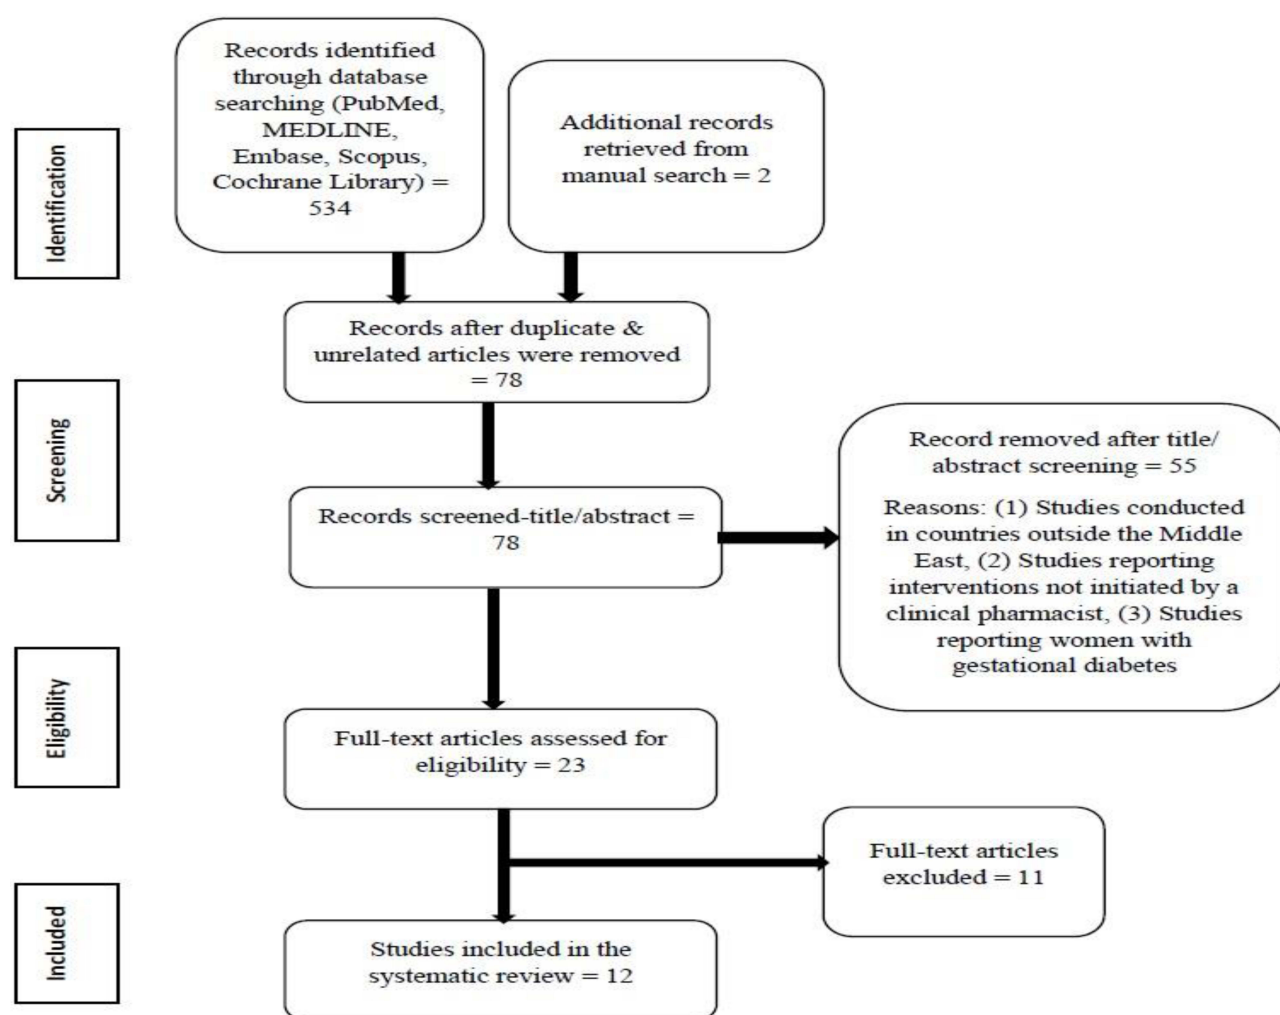 Identification
Records identified
through database
searching (PubMed,
MEDLINE,
Embase, Scopus,
Cochrane Library) =
534
Additional records
retrieved from
manual search = 2
Records after duplicate &
unrelated articles were removed
= 78
Screening
Records screened-title/abstract =
78
Record removed after title/
abstract screening = 55
Reasons: (1) Studies conducted
in countries outside the Middle
East, (2) Studies reporting
interventions not initiated by a
clinical pharmacist, (3) Studies
reporting women with
gestational diabetes
Eligibility
Full-text articles assessed for
eligibility = 23
Full-text articles
excluded = 11
Included
Studies included in the
systematic review = 12